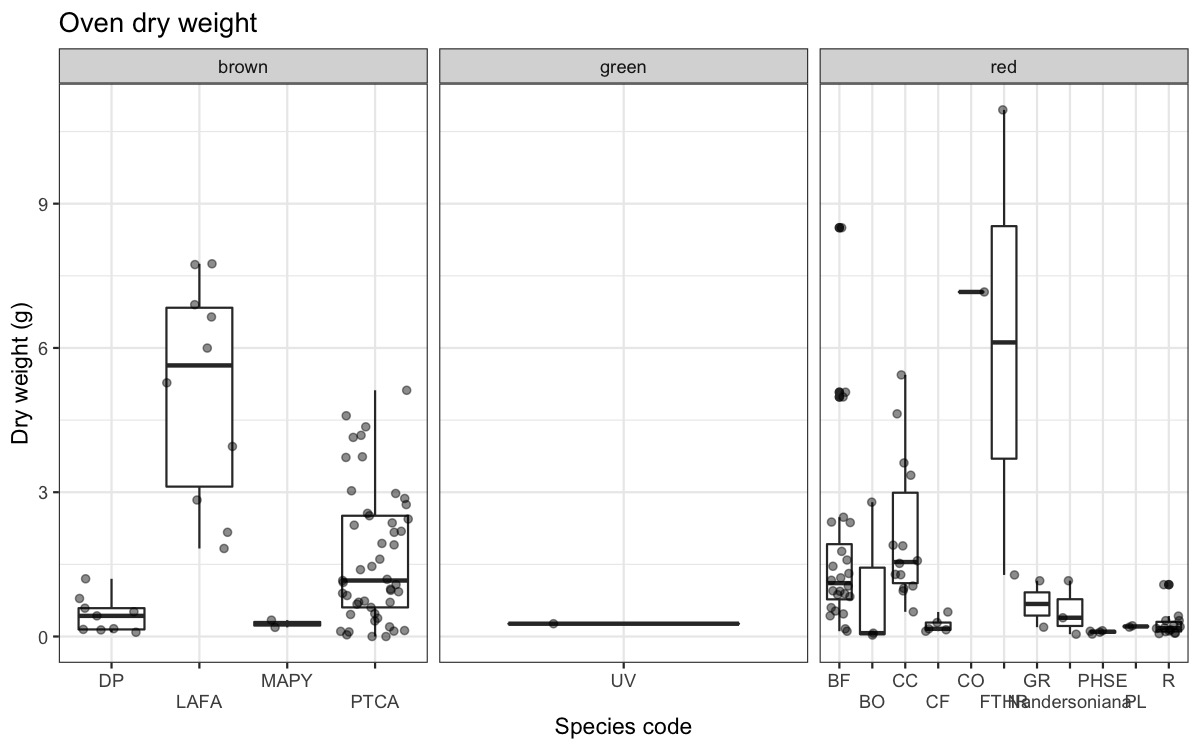 Oven dry weight
brown green red
9
6
3
0
Dry weight (g)
DP MAPY UV BF CC CO GR PHSE R
LAFA PTCA BO CF FTHR Handersoniana PL
Species code